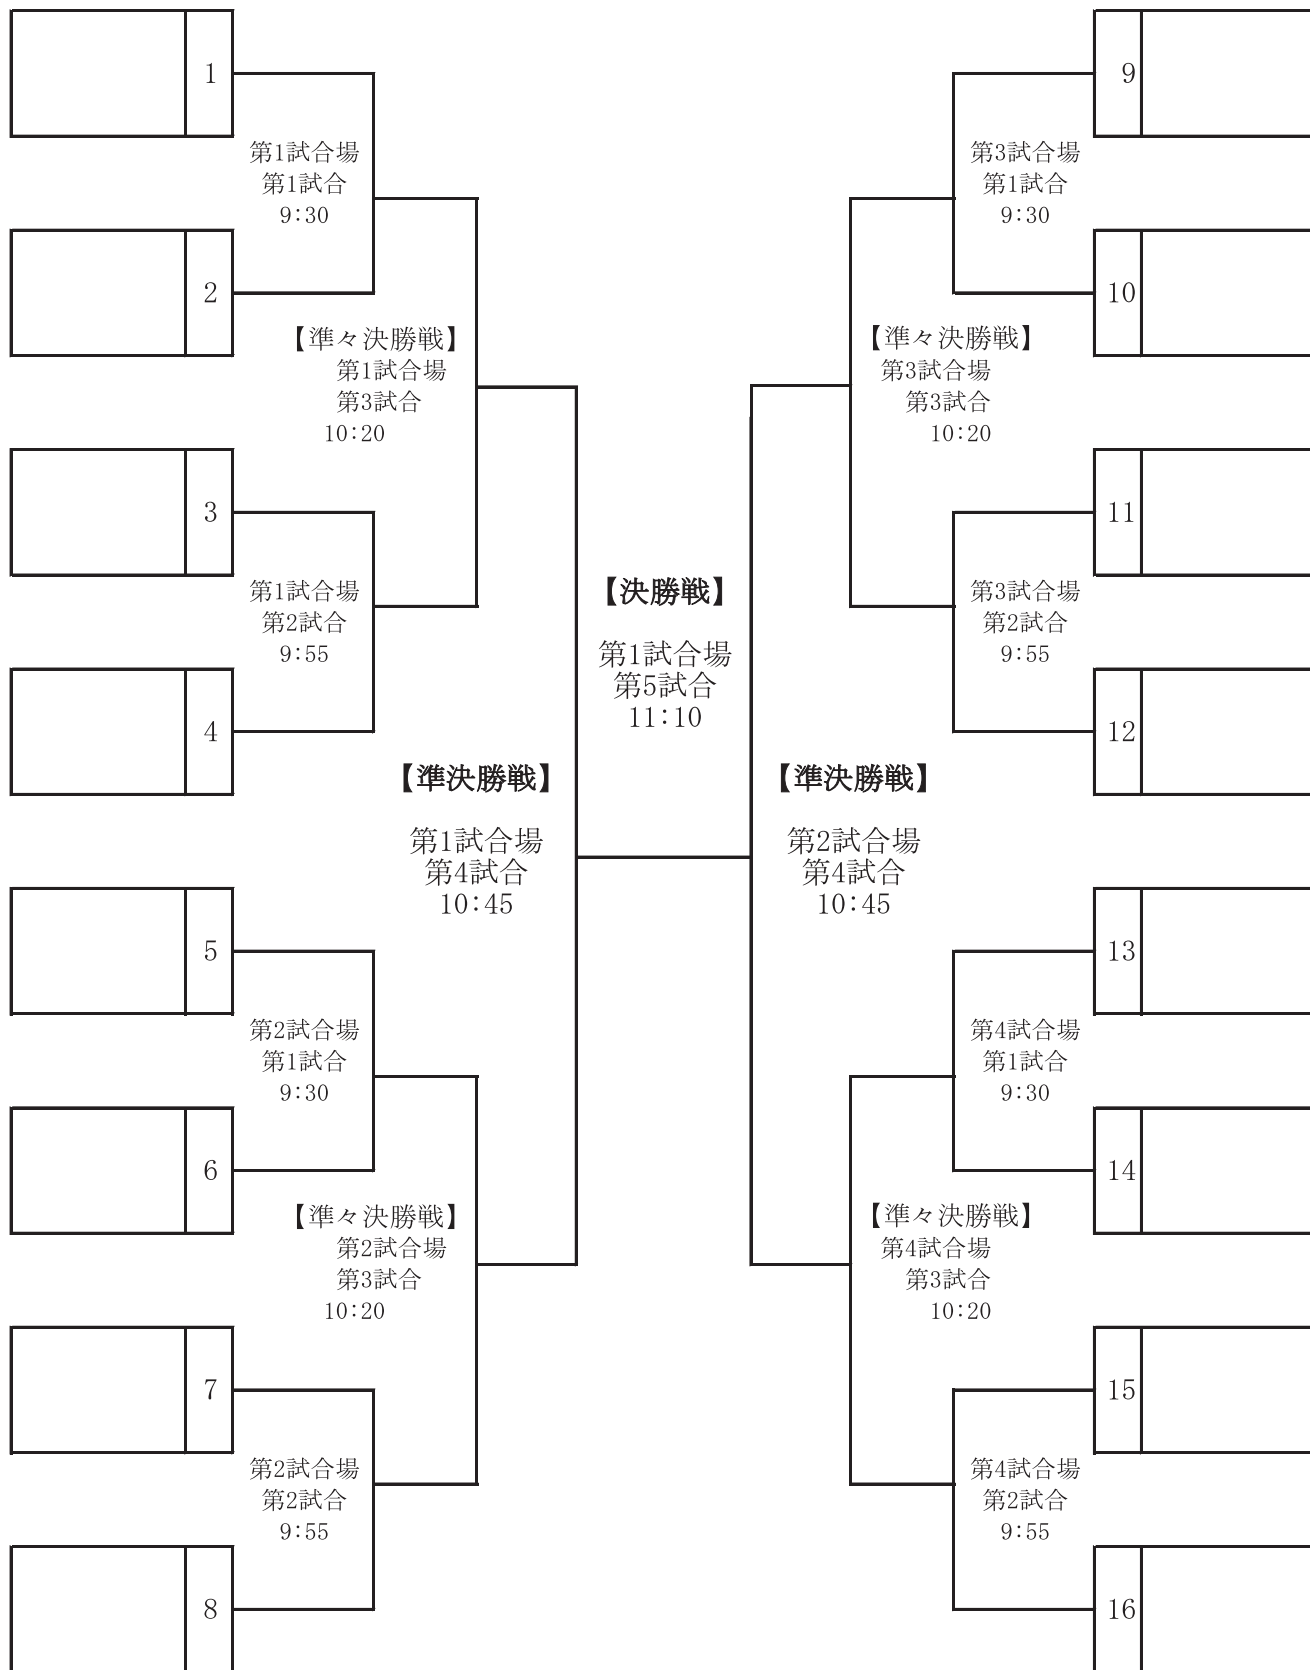 1
第1試合場
第1試合
9:30
2
【準々決勝戦】
第1試合場
第3試合
10:20
3
第1試合場
第2試合
9:55
4
【準決勝戦】
第1試合場
第4試合
10:45
5
第2試合場
第1試合
9:30
6
【準々決勝戦】
第2試合場
第3試合
10:20
7
第2試合場
第2試合
9:55
8
【決勝戦】
第1試合場
第5試合
11:10
9
第3試合場
第1試合
9:30
10
【準々決勝戦】
第3試合場
第3試合
10:20
11
第3試合場
第2試合
9:55
12
【準決勝戦】
第2試合場
第4試合
10:45
13
第4試合場
第1試合
9:30
14
【準々決勝戦】
第4試合場
第3試合
10:20
15
第4試合場
第2試合
9:55
16